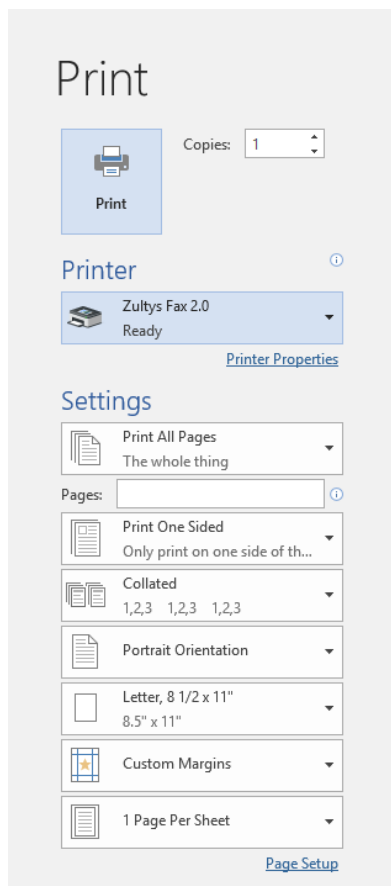 Print
Copies: 1
Print
Printer
Zultys Fax 2.0
Ready
Printer Properties
Settings
Print All Pages
The whole thing
Pages:
Print One Sided
Only print on one side of th...
Collated
1,2,3 1,2,3 1,2,3
Portrait Orientation
Letter, 8 1/2 x 11"
8.5" x 11"
Custom Margins
1 Page Per Sheet
Page Setup